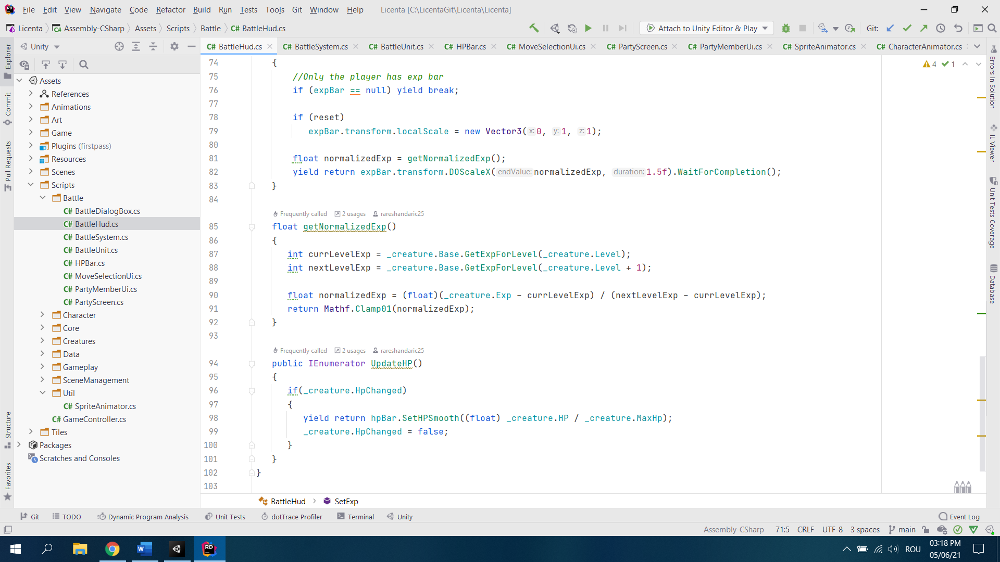 File Edit View Navigate Code Refactor Build Run Tests Tools Git Window Help Licenta [C:\LicentaGit\Licenta\Licenta]
Licenta Assembly-CSharp Assets Scripts Battle C# BattleHud.cs Attach to Unity Editor & Play Git:
Unity
C# BattleHud.cs C# BattleSystem.cs C# BattleUnit.cs C# HPBar.cs C# MoveSelectionUi.cs C# PartyScreen.cs C# PartyMemberUi.cs C# SpriteAnimator.cs C# CharacterAnimator.cs
Explorer
Commit
Pull Requests
Structure
Favorites
Assets
References
Animations
Art
Game
Plugins (firstpass)
Resources
Scenes
Scripts
Battle
C# BattleDialogBox.cs
C# BattleHud.cs
C# BattleSystem.cs
C# BattleUnit.cs
C# HPBar.cs
C# MoveSelectionUi.cs
C# PartyMemberUi.cs
C# PartyScreen.cs
Character
Core
Creatures
Data
Gameplay
SceneManagement
Util
C# SpriteAnimator.cs
C# GameController.cs
Tiles
Packages
Scratches and Consoles
4 1
74 {
75 //Only the player has exp bar
76 if (expBar == null) yield break;
77
78 if (reset)
79 expBar.transform.localScale = new Vector3(x:0, y:1, z:1);
80
81 float normalizedExp = getNormalizedExp();
82 yield return expBar.transform.DOScaleX(endValue:normalizedExp, duration:1.5f).WaitForCompletion();
83 }
84
Frequently called 2 usages rareshandaric25
85 float getNormalizedExp()
86 {
87 int currLevelExp = _creature.Base.GetExpForLevel(_creature.Level);
88 int nextLevelExp = _creature.Base.GetExpForLevel(_creature.Level + 1);
89
90 float normalizedExp = (float)(_creature.Exp - currLevelExp) / (nextLevelExp - currLevelExp);
91 return Mathf.Clamp01(normalizedExp);
92 }
93
Frequently called 2 usages rareshandaric25
94 public IEnumerator UpdateHP()
95 {
96 if(_creature.HpChanged)
97 {
98 yield return hpBar.SetHPSmooth((float) _creature.HP / _creature.MaxHp);
99 _creature.HpChanged = false;
100 }
101 }
102 }
103
Errors In Solution
IL Viewer
Unit Tests Coverage
Database
BattleHud SetExp
Git TODO Dynamic Program Analysis Unit Tests dotTrace Profiler Terminal Unity Event Log
Assembly-CSharp 71:5 CRLF UTF-8 3 spaces main
ROU 03:18 PM
05/06/21